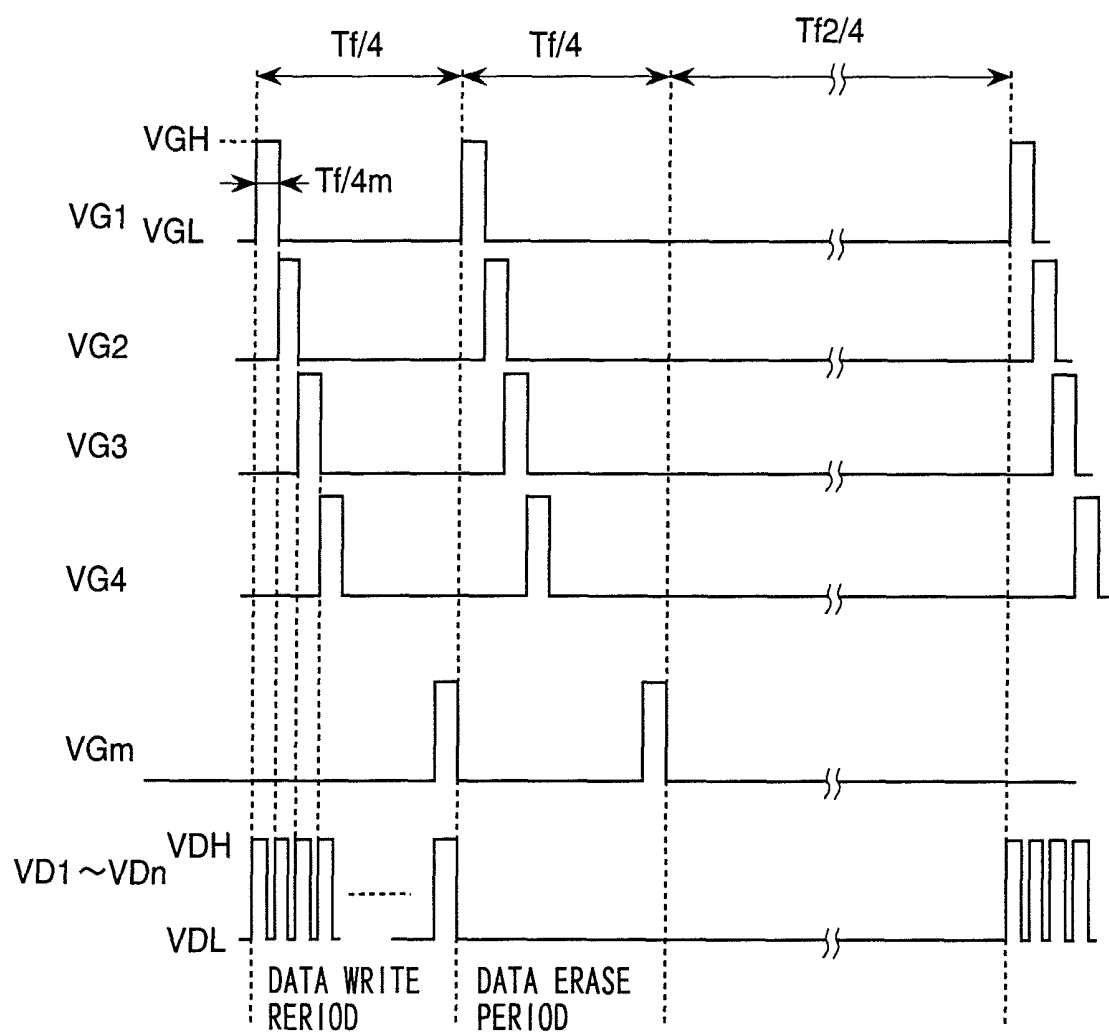 Tf/4 Tf/4 Tf2/4
VGH
Tf/4m
VG1 VGL
VG2
VG3
VG4
VGm
VDH
VD1～VDn
VDL
DATA WRITE
RERIOD
DATA ERASE
PERIOD